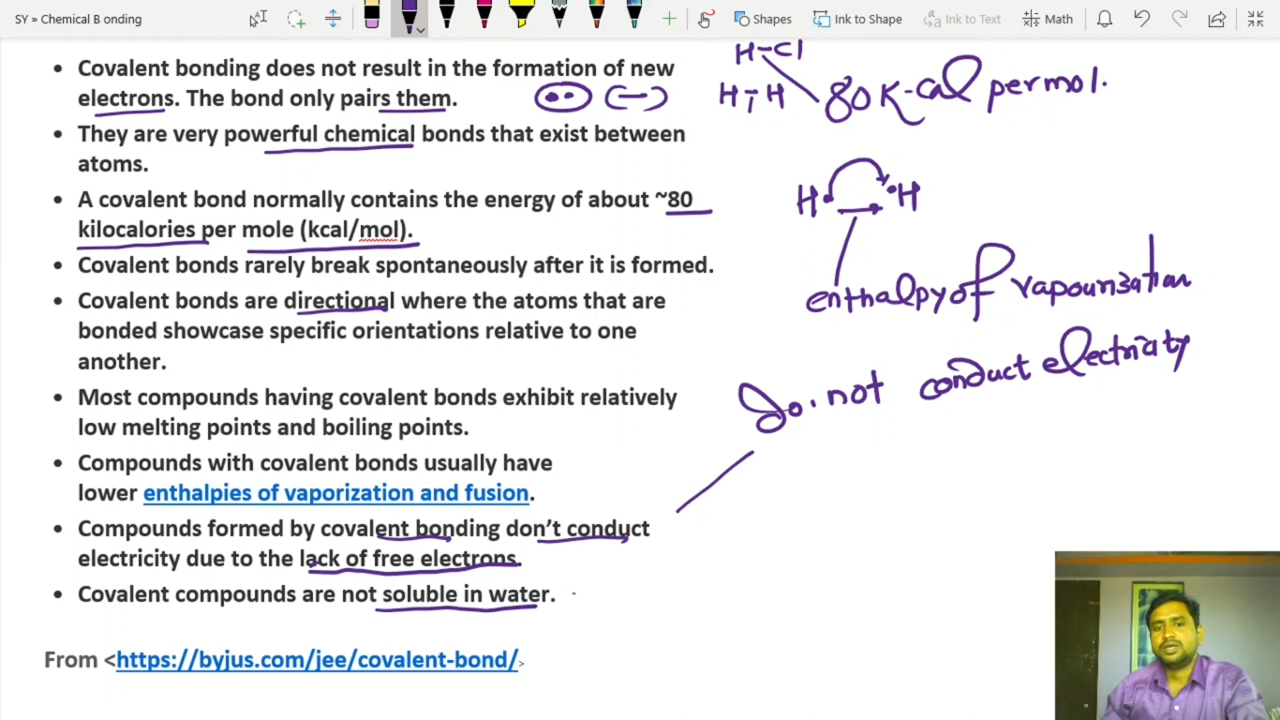 SY » Chemical B onding
Shapes
Ink to Shape
Ink to Text
Math
• Covalent bonding does not result in the formation of new
electrons. The bond only pairs them.
• They are very powerful chemical bonds that exist between
atoms.
• A covalent bond normally contains the energy of about ~80
kilocalories per mole (kcal/mol).
• Covalent bonds rarely break spontaneously after it is formed.
• Covalent bonds are directional where the atoms that are
bonded showcase specific orientations relative to one
another.
• Most compounds having covalent bonds exhibit relatively
low melting points and boiling points.
• Compounds with covalent bonds usually have
lower enthalpies of vaporization and fusion.
• Compounds formed by covalent bonding don’t conduct
electricity due to the lack of free electrons.
• Covalent compounds are not soluble in water.
From <https://byjus.com/jee/covalent-bond/>
H-Cl
H-H
80 K-cal per mol.
H H
enthalpy of vapourization
do not conduct electricity